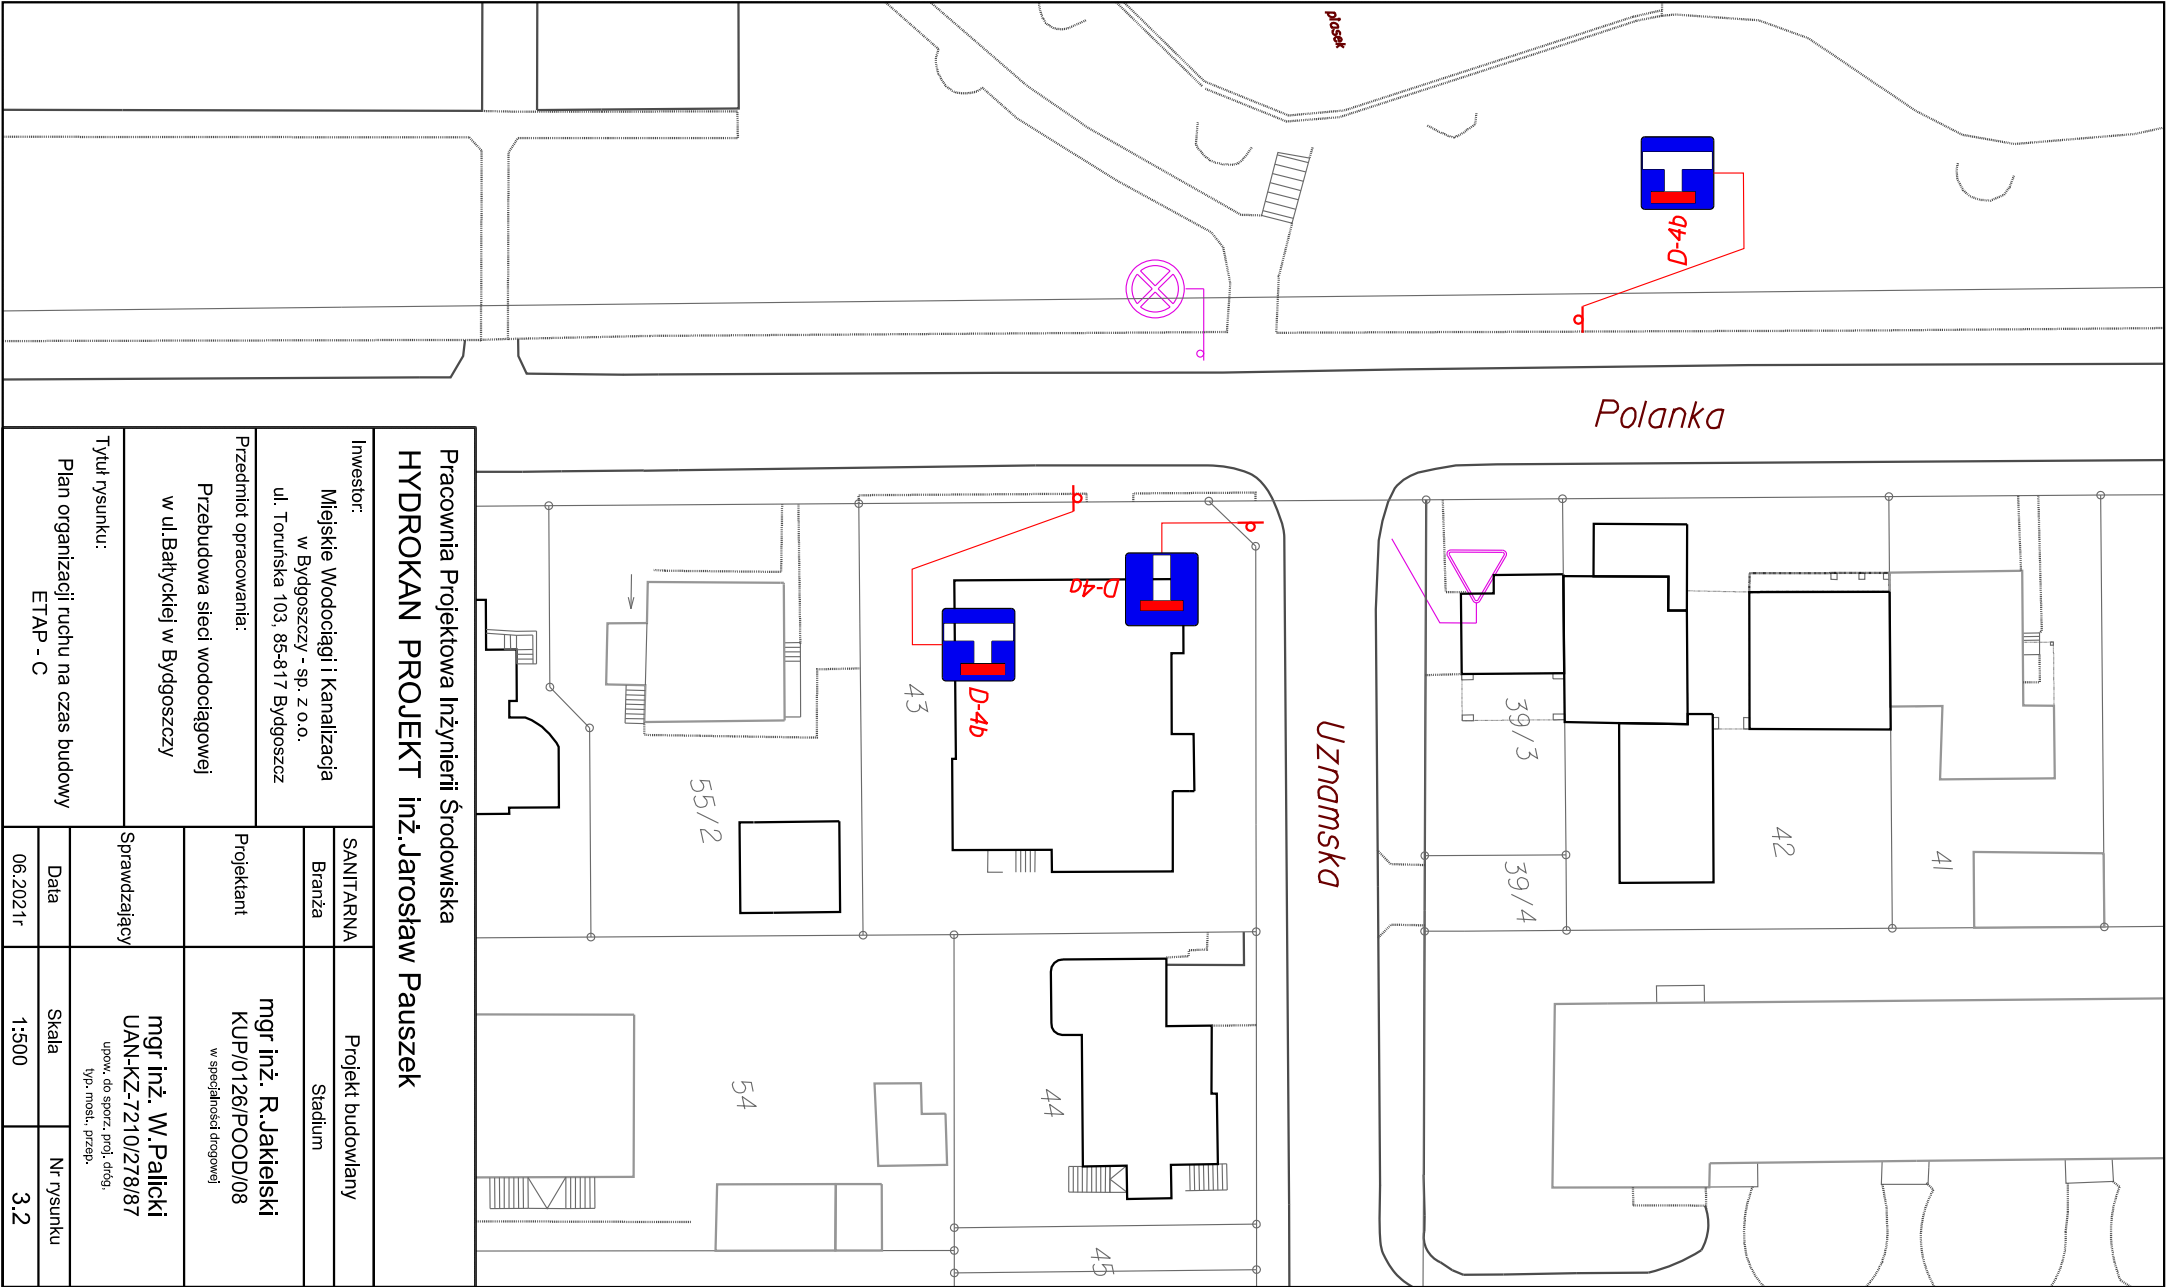 piasek
D-4b
Polanka
D-4a
D-4b
43
55/2
Uznamska
39/3
39/4
42
41
44
54
45
Pracownia Projektowa Inżynierii Środowiska
HYDROKAN PROJEKT inż.Jarosław Pauszek
Inwestor:
Miejskie Wodociągi i Kanalizacja
w Bydgoszczy - sp. z o.o.
ul. Toruńska 103, 85-817 Bydgoszcz
Przedmiot opracowania:
Przebudowa sieci wodociągowej
w ul.Bałtyckiej w Bydgoszczy
Tytuł rysunku:
Plan organizacji ruchu na czas budowy
ETAP - C
SANITARNA
Projekt budowlany
Branża
Stadium
Projektant
mgr inż. R.Jakielski
KUP/0126/POOD/08
w specjalności drogowej
Sprawdzający
mgr inż. W.Palicki
UAN-KZ-7210/278/87
upow. do sporz. proj. dróg,
typ. most., przep.
Data
Skala
Nr rysunku
06.2021r
1:500
3.2